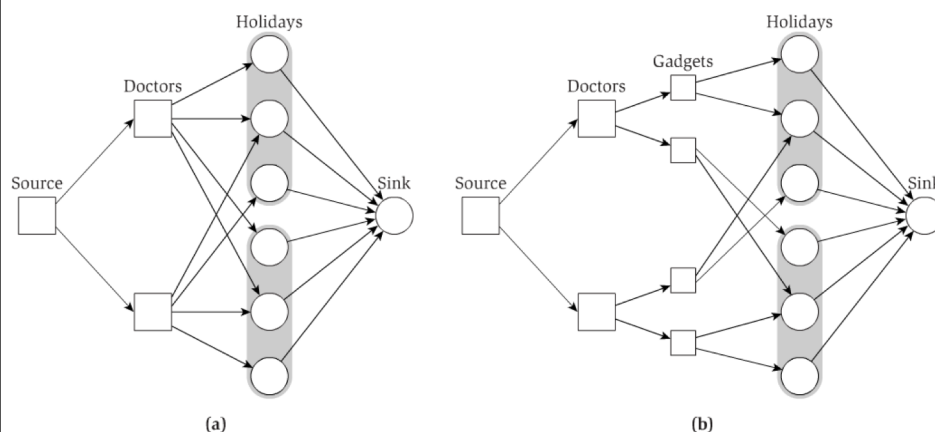 Holidays
Doctors
Source
Sink
(a)
Holidays
Gadgets
Doctors
Source
Sink
(b)